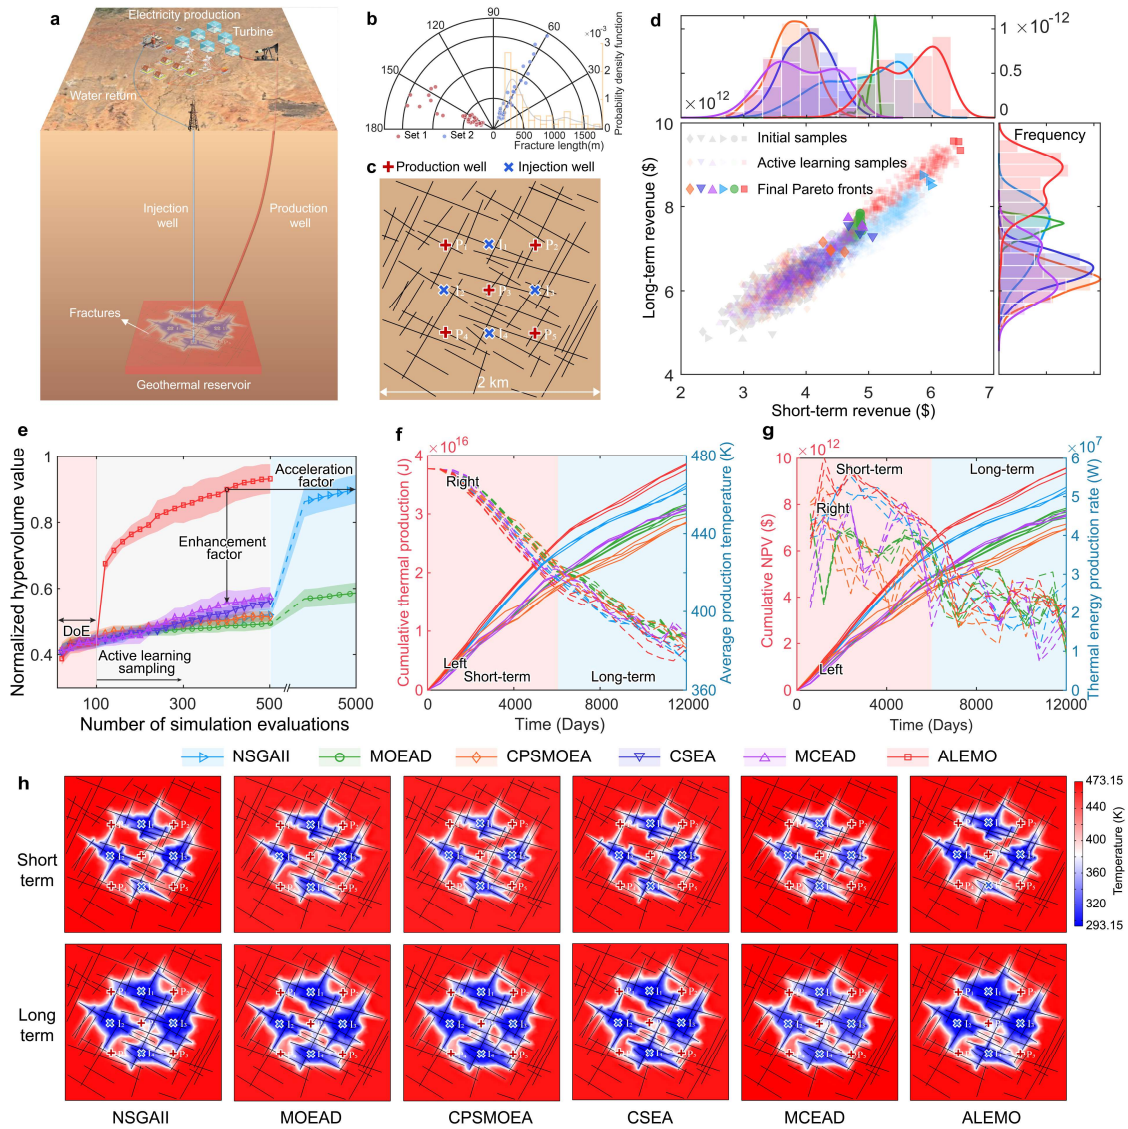 a
Electricity production
Turbine
Water return
Injection
well
Production
well
Fractures
Geothermal reservoir
b
90
120
60
150
30
180
×10⁻³
3
2
1
0
Probability density function
Set 1
Set 2
0
500
1000
1500
Fracture length(m)
c
Production well
Injection well
P₁
I₁
P₂
P₃
P₄
I₄
P₅
2 km
d
×10⁻¹²
1
0.5
0
×10¹²
10
8
6
4
Long-term revenue ($)
Initial samples
Active learning samples
Final Pareto fronts
Frequency
2
3
4
5
6
7
Short-term revenue ($)
e
Normalized hypervolume value
1
0.8
0.6
0.4
Acceleration
factor
Enhancement
factor
DoE
Active learning
sampling
100
300
500
5000
Number of simulation evaluations
f
×10¹⁶
4
3
2
1
0
Cumulative thermal production (J)
Right
Left
Short-term
Long-term
480
440
400
360
Average production temperature (K)
0
4000
8000
12000
Time (Days)
g
×10¹²
10
8
6
4
2
0
Cumulative NPV ($)
Short-term
Long-term
Right
Left
×10⁷
6
5
4
3
2
1
0
Thermal energy production rate (W)
0
4000
8000
12000
Time (Days)
NSGAII
MOEAD
CPSMOEA
CSEA
MCEAD
ALEMO
h
Short
term
Long
term
473.15
440
400
360
320
293.15
Temperature (K)
NSGAII
MOEAD
CPSMOEA
CSEA
MCEAD
ALEMO